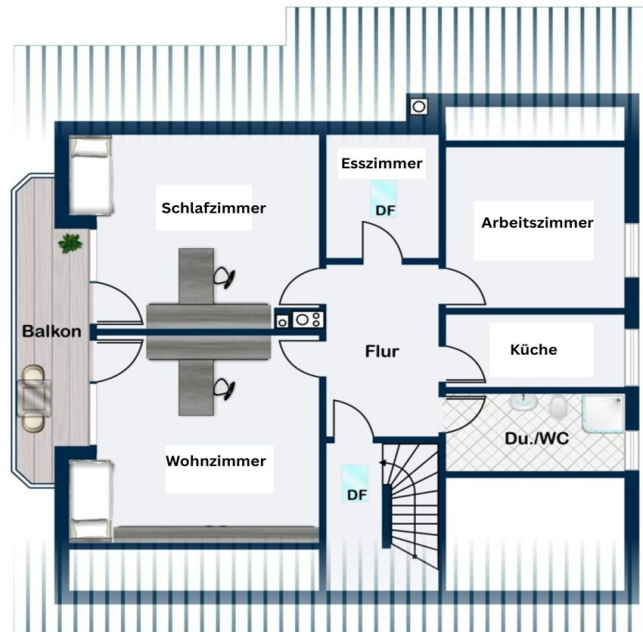 Esszimmer
DF
Schlafzimmer
Arbeitszimmer
Balkon
Flur
Küche
Du./WC
Wohnzimmer
DF